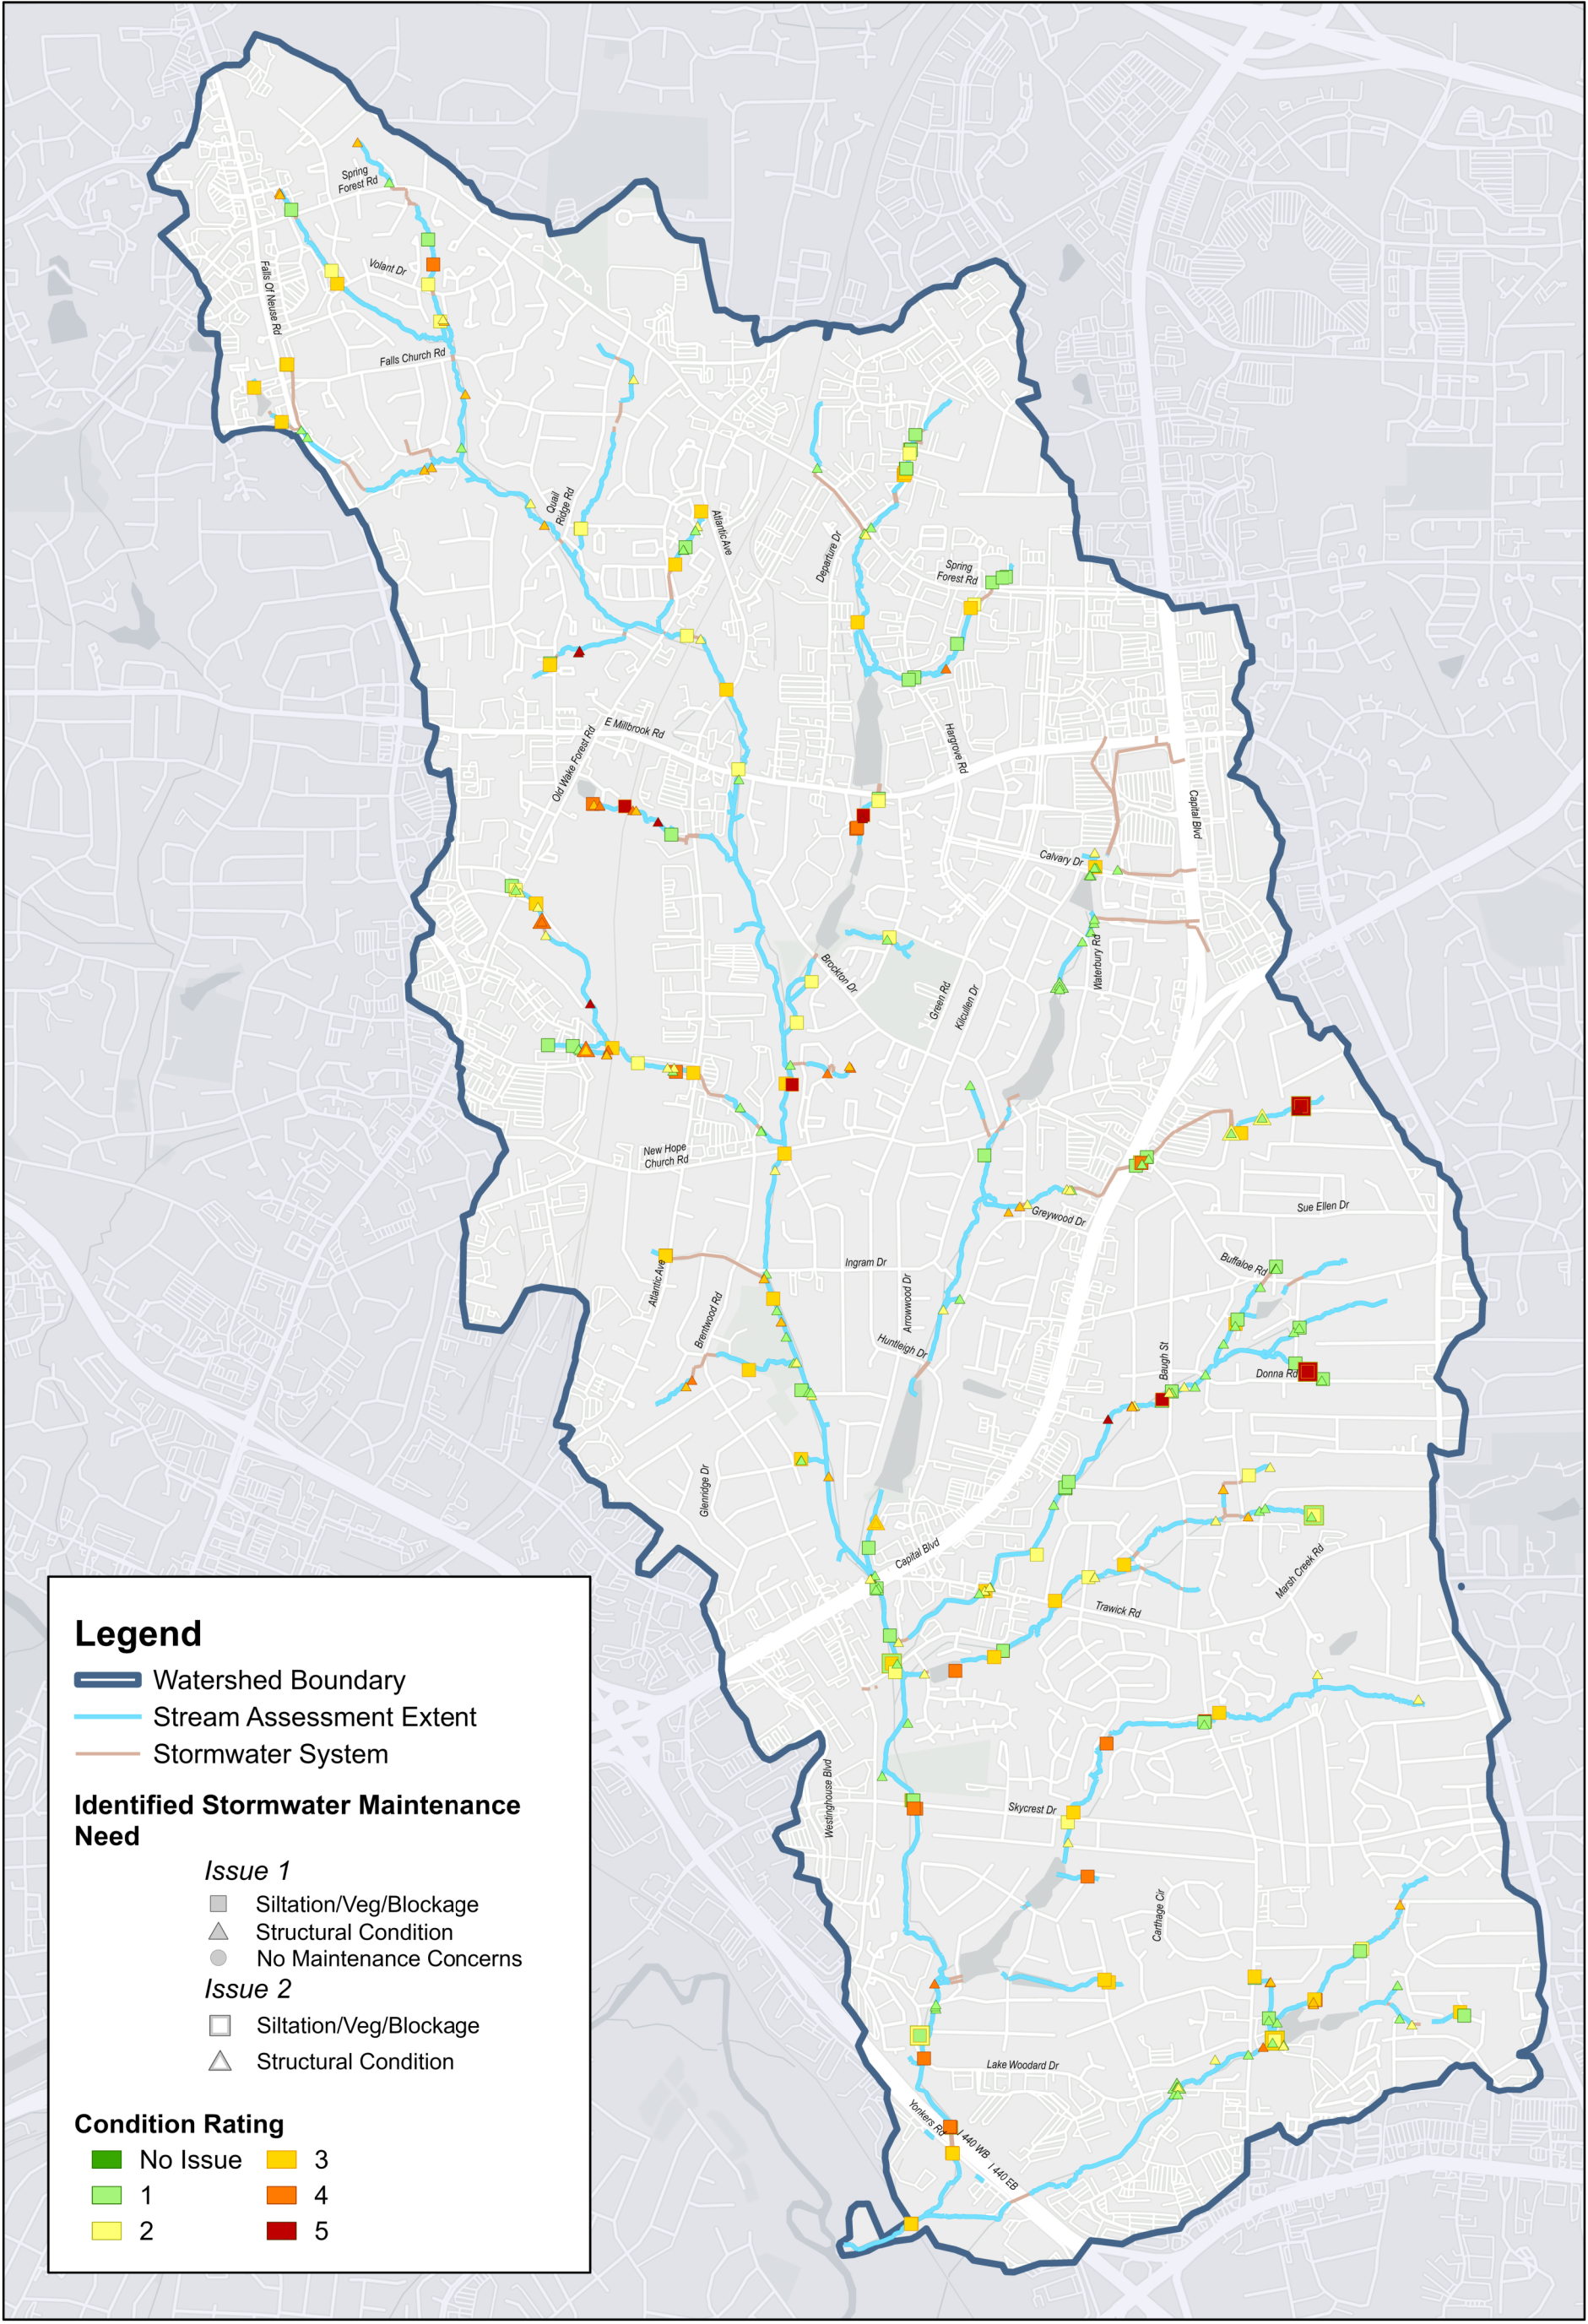 Spring
Forest Rd
Volant Dr
Falls Of Neuse Rd
Falls Church Rd
Quail
Ridge Rd
Atlantic Ave
Departure Dr
Spring
Forest Rd
E Millbrook Rd
Old Wake Forest Rd
Hargrove Rd
Capital Blvd
Calvary Dr
Waterbury Rd
Brockton Dr
Green Rd
Kilcullen Dr
New Hope
Church Rd
Greywood Dr
Sue Ellen Dr
Buffaloe Rd
Ingram Dr
Atlantic Ave
Arrowwood Dr
Brentwood Rd
Huntleigh Dr
Baugh St
Donna Rd
Glenridge Dr
Capital Blvd
Marsh Creek Rd
Trawick Rd
Westinghouse Blvd
Skycrest Dr
Carthage Cir
Lake Woodard Dr
Yonkers Rd
I 440 WB
I 440 EB
Legend
Watershed Boundary
Stream Assessment Extent
Stormwater System
Identified Stormwater Maintenance
Need
Issue 1
Siltation/Veg/Blockage
Structural Condition
No Maintenance Concerns
Issue 2
Siltation/Veg/Blockage
Structural Condition
Condition Rating
No Issue 3
1 4
2 5